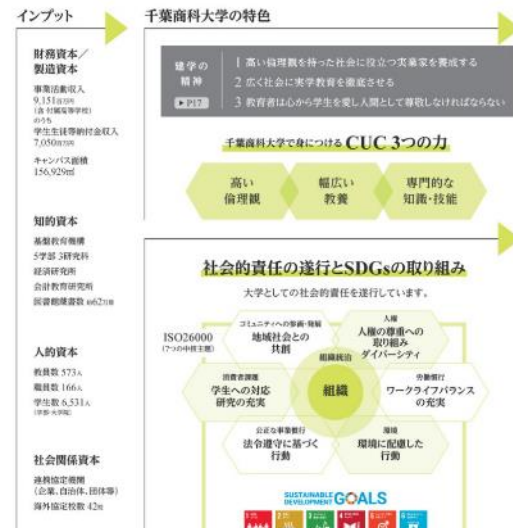 インプット
財務資本／
製造資本
事業活動収入
9,151百万円
(含 付属高等学校)
のうち
学生生徒等納付金収入
7,050百万円
キャンパス面積
156,929㎡
知的資本
基盤教育機構
5学部 3研究科
経済研究所
会計教育研究所
図書館蔵書数 約62万冊
人的資本
教員数 573人
職員数 166人
学生数 6,531人
(学部・大学院)
社会関係資本
連携協定機関
(企業、自治体、団体等)
海外協定校数 42校
千葉商科大学の特色
建学の
精神
▶P17
1 高い倫理観を持った社会に役立つ実業家を養成する
2 広く社会に実学教育を徹底させる
3 教育者は心から学生を愛し人間として尊敬しなければならない
千葉商科大学で身につける CUC 3つの力
高い
倫理観
幅広い
教養
専門的な
知識・技能
社会的責任の遂行とSDGsの取り組み
大学としての社会的責任を遂行しています。
ISO26000
(7つの中核主題)
コミュニティへの参画・発展
地域社会との
共創
人権
人権の尊重への
取り組み
ダイバーシティ
組織統治
組織
消費者課題
学生への対応
研究の充実
労働慣行
ワークライフバランス
の充実
公正な事業慣行
法令遵守に基づく
行動
環境
環境に配慮した
行動
SUSTAINABLE DEVELOPMENT GOALS
1 2 3 4 5 6